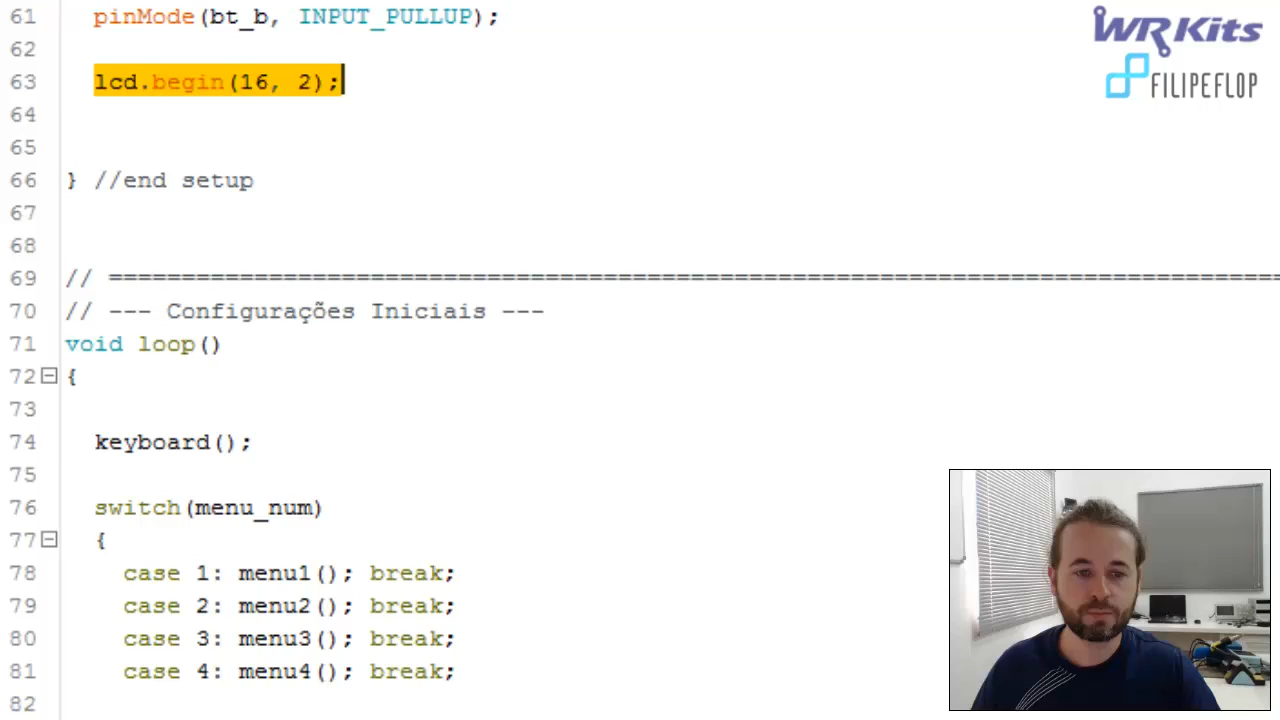 61 pinMode(bt_b, INPUT_PULLUP);
62
63 lcd.begin(16, 2);
64
65
66 } //end setup
67
68
69 // ================================================================================
70 // --- Configurações Iniciais ---
71 void loop()
72 {
73
74 keyboard();
75
76 switch(menu_num)
77 {
78 case 1: menu1(); break;
79 case 2: menu2(); break;
80 case 3: menu3(); break;
81 case 4: menu4(); break;
82
WR Kits
FILIPEFLOP